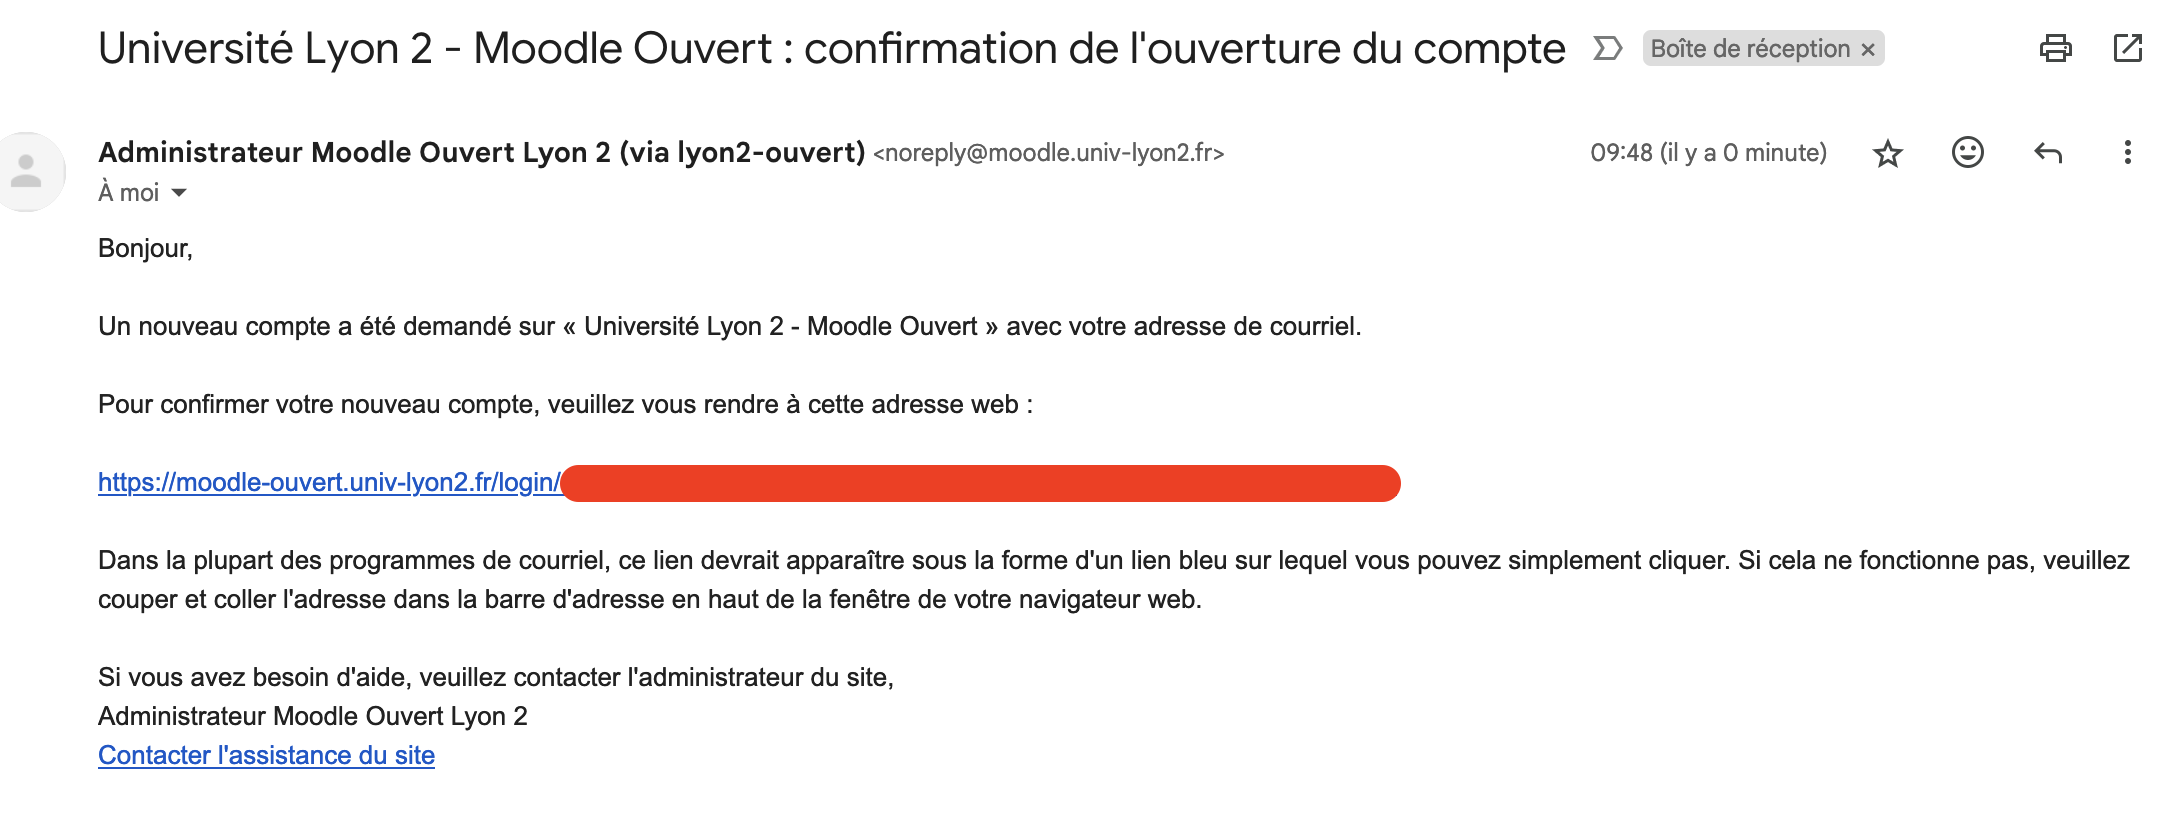 Université Lyon 2 - Moodle Ouvert : confirmation de l'ouverture du compte
Boîte de réception ×
Administrateur Moodle Ouvert Lyon 2 (via lyon2-ouvert) <noreply@moodle.univ-lyon2.fr>
09:48 (il y a 0 minute)
À moi
Bonjour,
Un nouveau compte a été demandé sur « Université Lyon 2 - Moodle Ouvert » avec votre adresse de courriel.
Pour confirmer votre nouveau compte, veuillez vous rendre à cette adresse web :
https://moodle-ouvert.univ-lyon2.fr/login/
Dans la plupart des programmes de courriel, ce lien devrait apparaître sous la forme d'un lien bleu sur lequel vous pouvez simplement cliquer. Si cela ne fonctionne pas, veuillez
couper et coller l'adresse dans la barre d'adresse en haut de la fenêtre de votre navigateur web.
Si vous avez besoin d'aide, veuillez contacter l'administrateur du site,
Administrateur Moodle Ouvert Lyon 2
Contacter l'assistance du site